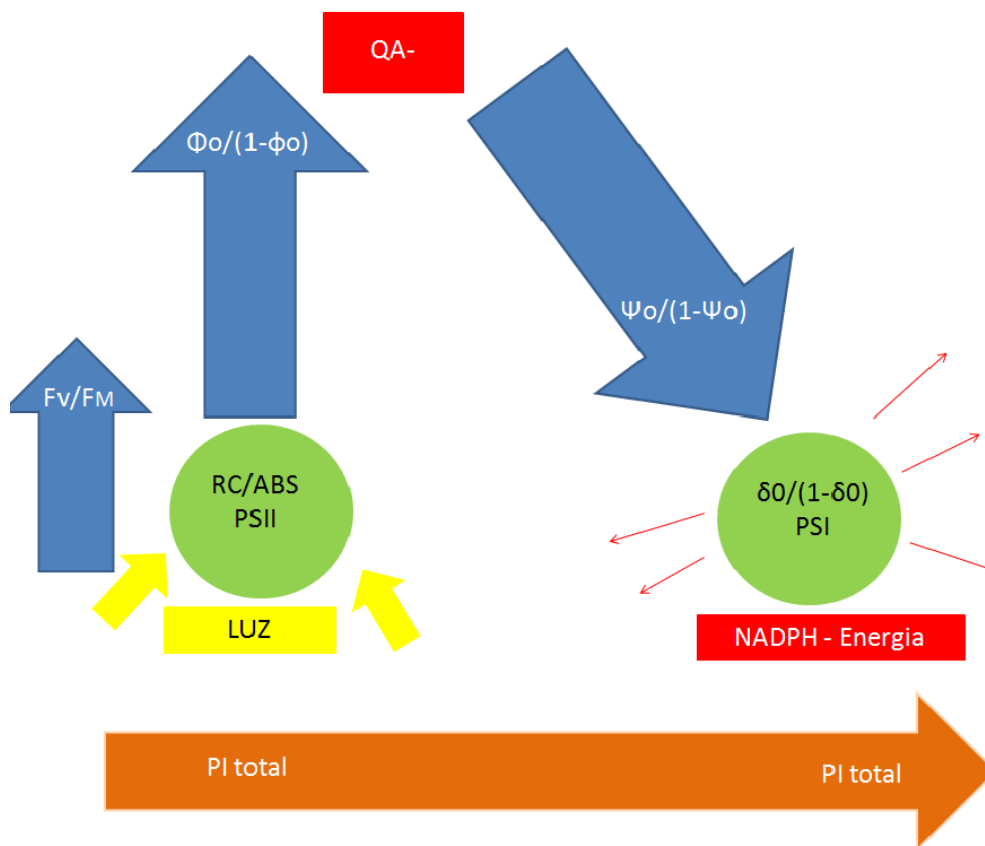 QA-
Φo/(1-ϕo)
Ψo/(1-Ψo)
Fv/FM
RC/ABS
PSII
δ0/(1-δ0)
PSI
LUZ
NADPH - Energia
PI total
PI total